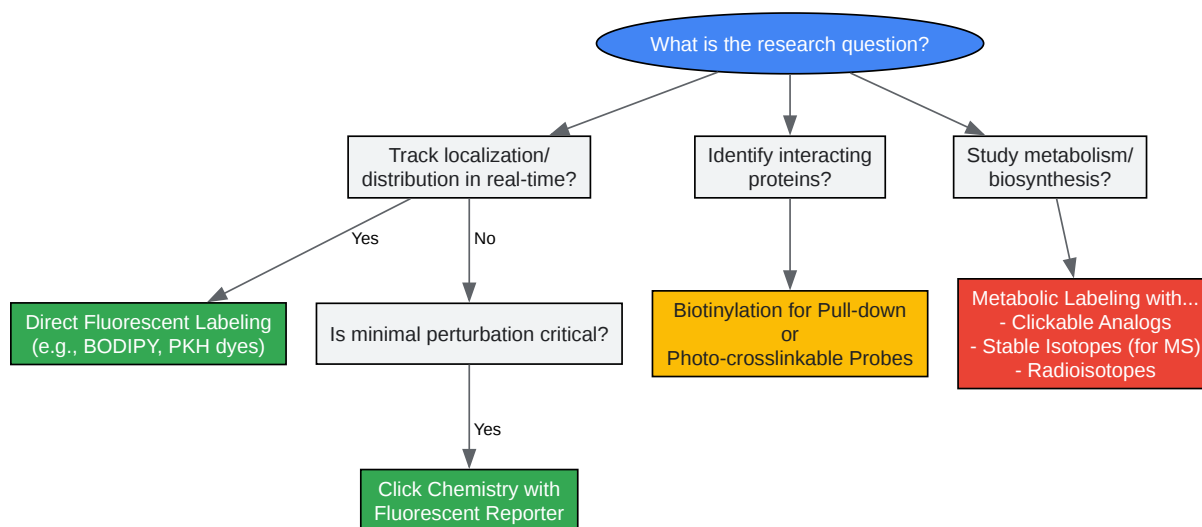 What is the research question?
Track localization/
distribution in real-time?
Identify interacting
proteins?
Study metabolism/
biosynthesis?
Yes
No
Direct Fluorescent Labeling
(e.g., BODIPY, PKH dyes)
Is minimal perturbation critical?
Biotinylation for Pull-down
or
Photo-crosslinkable Probes
Metabolic Labeling with...
- Clickable Analogs
- Stable Isotopes (for MS)
- Radioisotopes
Yes
Click Chemistry with
Fluorescent Reporter